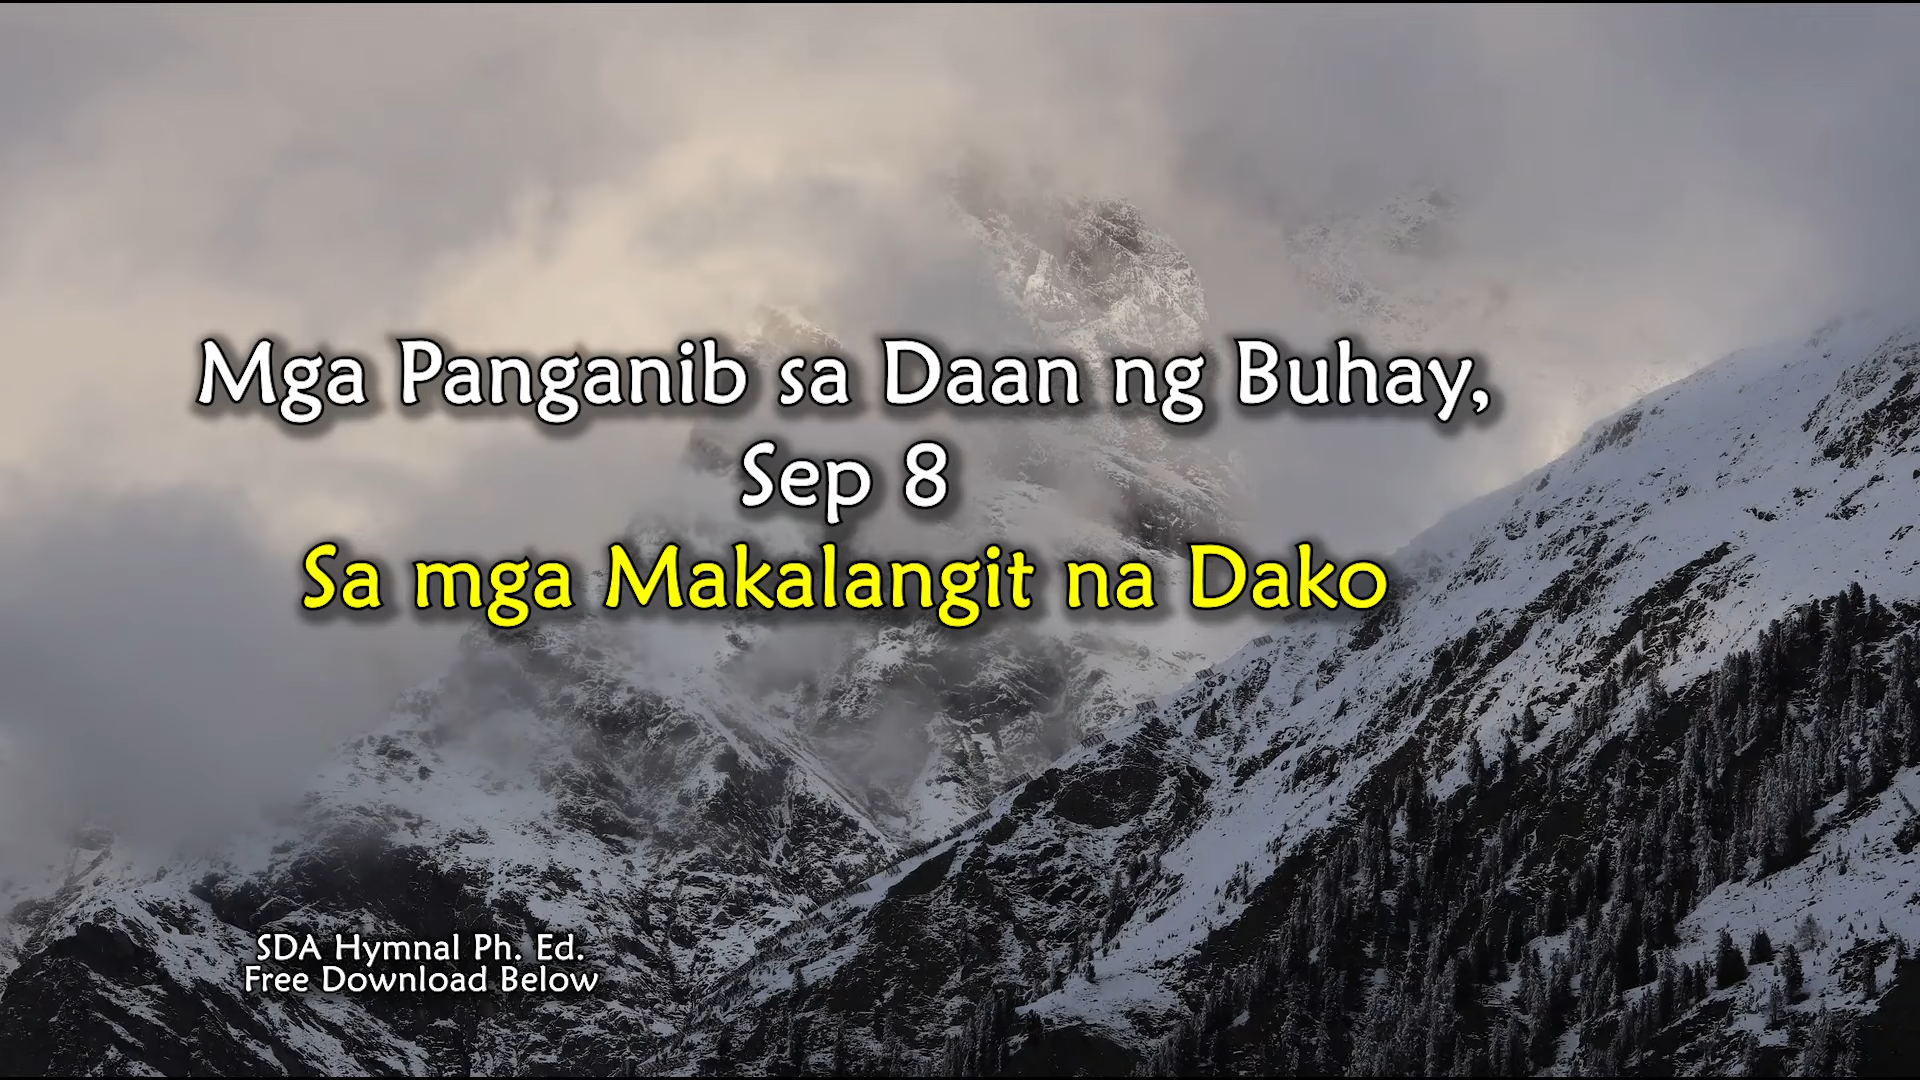 Mga Panganib sa Daan ng Buhay,
Sep 8
Sa mga Makalangit na Dako
SDA Hymnal Ph. Ed.
Free Download Below